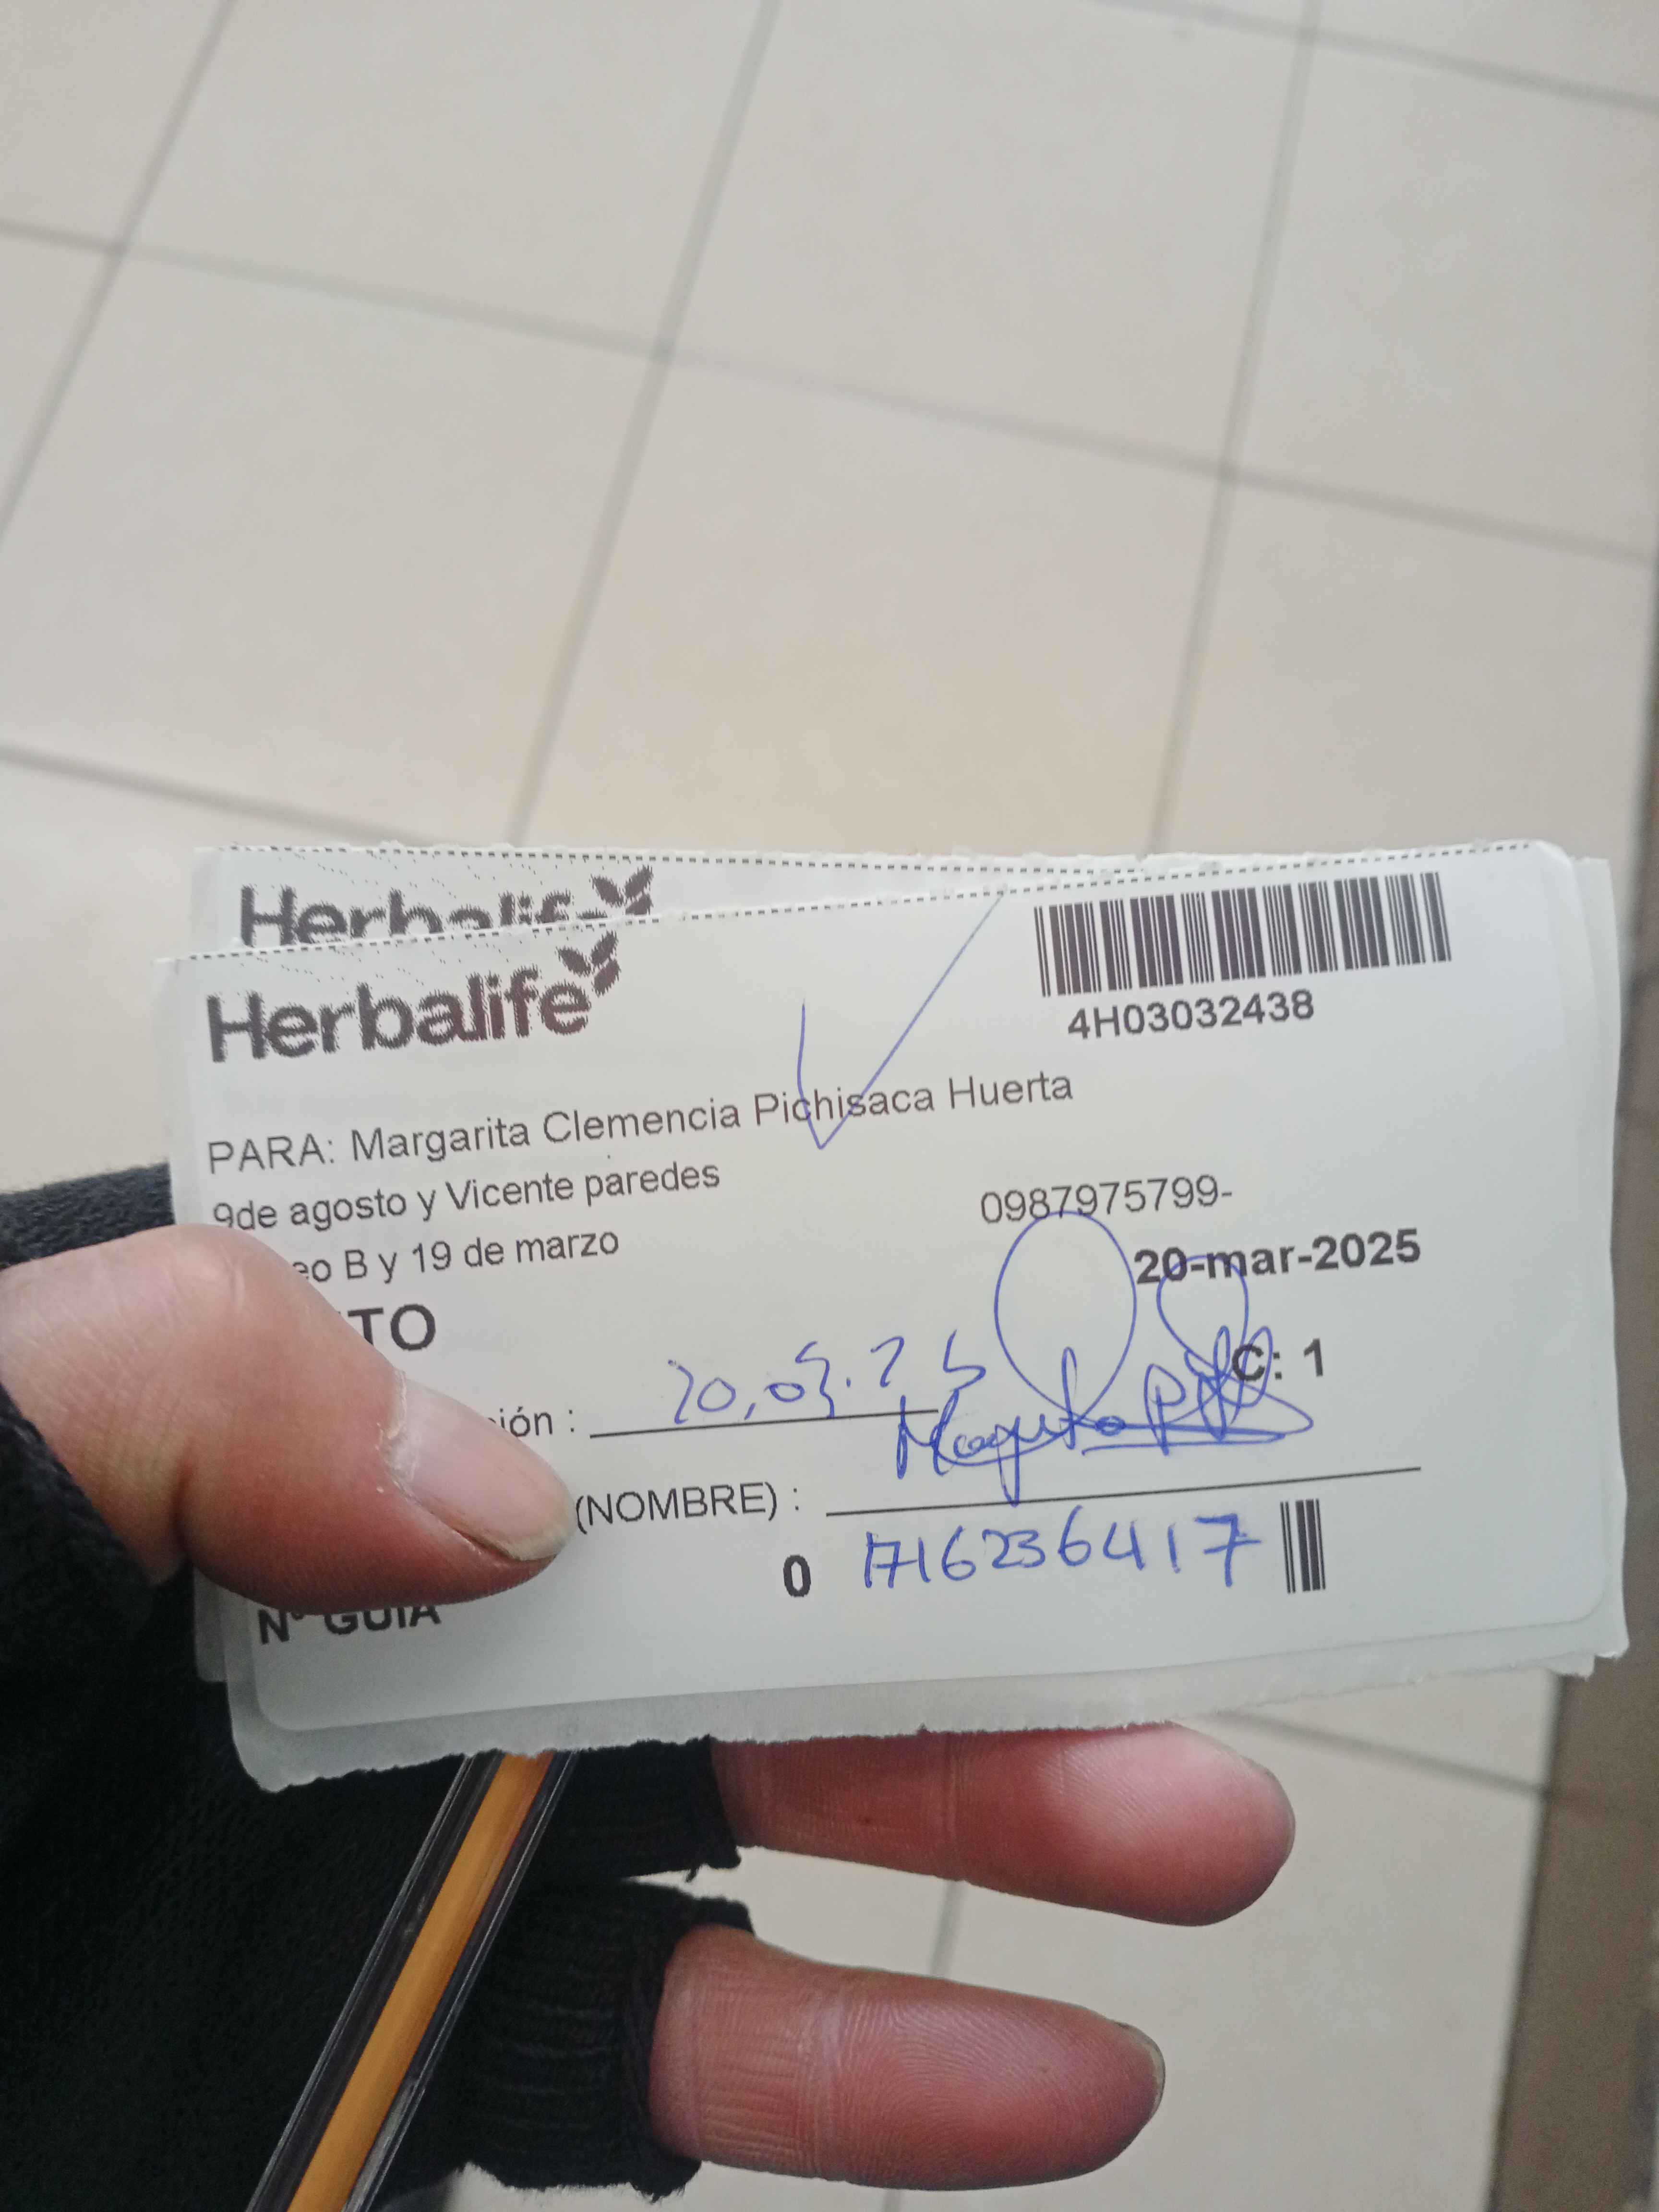 Herbalife
Herbalife
4H03032438
PARA: Margarita Clemencia Pichisaca Huerta
9de agosto y Vicente paredes
0987975799-
eo B y 19 de marzo
20-mar-2025
TO
C: 1
ión : 20,03.25
(NOMBRE) :
0 1716236417
N° GUIA